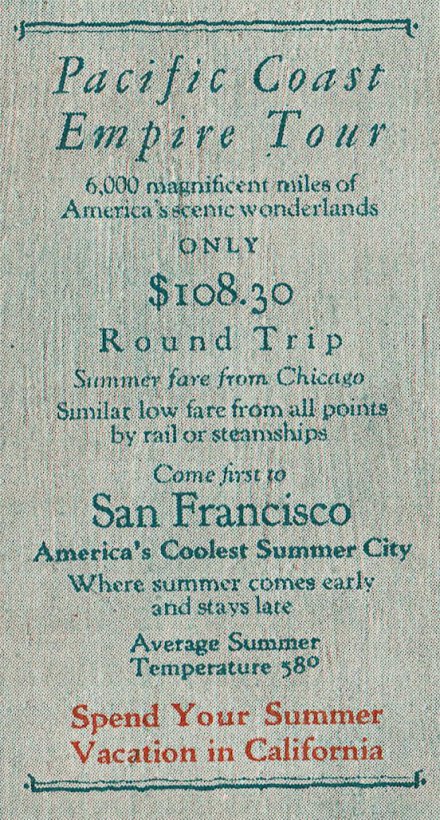 Pacific Coast
Empire Tour
6,000 magnificent miles of
America's scenic wonderlands
ONLY
$108.30
Round Trip
Summer fare from Chicago
Similar low fare from all points
by rail or steamships
Come first to
San Francisco
America's Coolest Summer City
Where summer comes early
and stays late
Average Summer
Temperature 58°
Spend Your Summer
Vacation in California